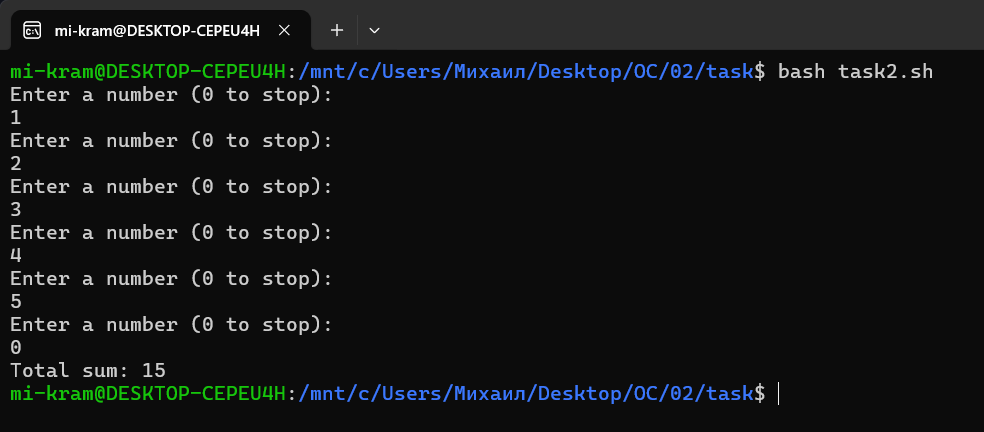 mi-kram@DESKTOP-CEPEU4H
mi-kram@DESKTOP-CEPEU4H:/mnt/c/Users/Михаил/Desktop/ОС/02/task$ bash task2.sh
Enter a number (0 to stop):
1
Enter a number (0 to stop):
2
Enter a number (0 to stop):
3
Enter a number (0 to stop):
4
Enter a number (0 to stop):
5
Enter a number (0 to stop):
0
Total sum: 15
mi-kram@DESKTOP-CEPEU4H:/mnt/c/Users/Михаил/Desktop/ОС/02/task$